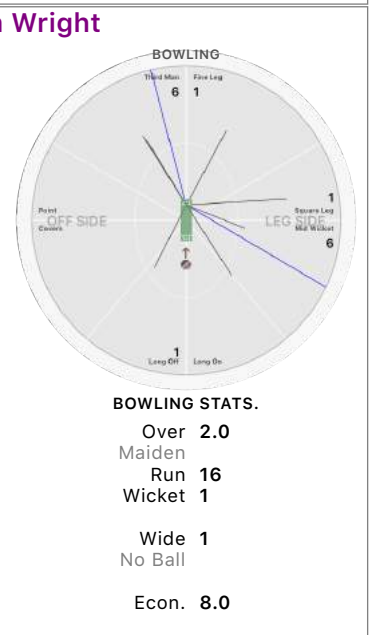 n Wright
BOWLING
Third Man Fine Leg
6 1
1
Point Square Leg
OFF SIDE LEG SIDE
Covers Mid Wicket
6
1
Long Off Long On
BOWLING STATS.
Over 2.0
Maiden
Run 16
Wicket 1
Wide 1
No Ball
Econ. 8.0